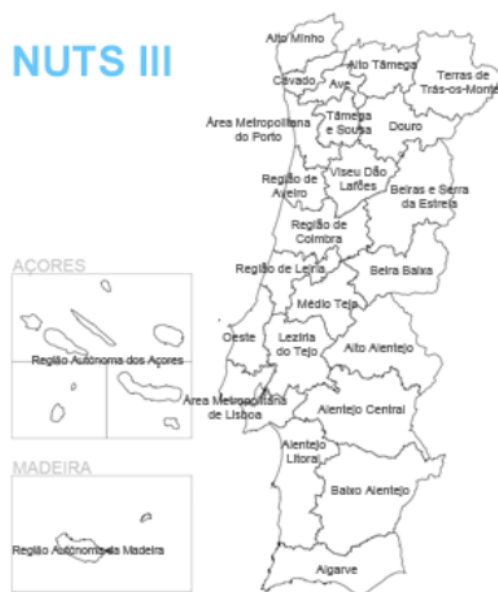 NUTS III
Alto Minho
Alto Tâmega
Terras de
Trás-os-Monte
Cávado
Ave
Área Metropolitana
do Porto
Tâmega
e Sousa
Douro
Região de
Aveiro
Viseu Dão
Lafões
Beiras e Serra
da Estrela
Região de
Coimbra
Região de Leiria
Beira Baixa
Médio Tejo
Oeste
Lezíria
do Tejo
Alto Alentejo
Área Metropolitana
de Lisboa
Alentejo Central
Alentejo
Litoral
Baixo Alentejo
Algarve
AÇORES
Região Autónoma dos Açores
MADEIRA
Região Autónoma da Madeira